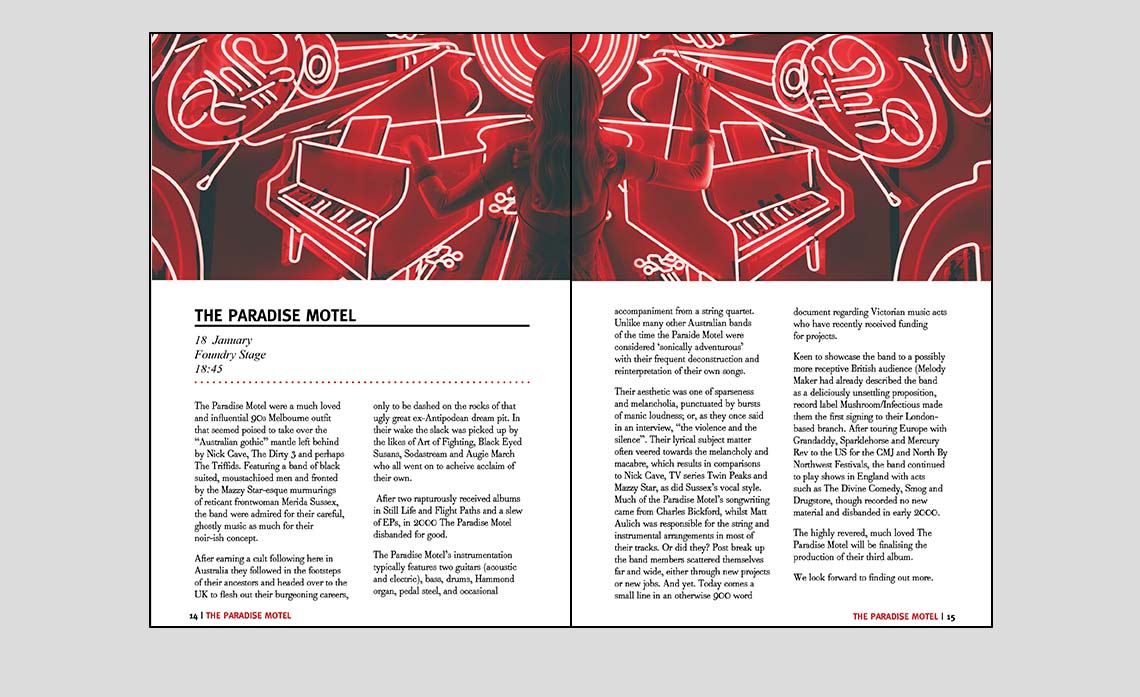 THE PARADISE MOTEL
18 January
Foundry Stage
18:45
The Paradise Motel were a much loved
and influential 90s Melbourne outfit
that seemed poised to take over the
“Australian gothic” mantle left behind
by Nick Cave, The Dirty 3 and perhaps
The Triffids. Featuring a band of black
suited, moustachioed men and fronted
by the Mazzy Star-esque murmurings
of reticant frontwoman Merida Sussex,
the band were admired for their careful,
ghostly music as much for their
noir-ish concept.
After earning a cult following here in
Australia they followed in the footsteps
of their ancestors and headed over to the
UK to flesh out their burgeoning careers,
only to be dashed on the rocks of that
ugly great ex-Antipodean dream pit. In
their wake the slack was picked up by
the likes of Art of Fighting, Black Eyed
Susans, Sodastream and Augie March
who all went on to acheive acclaim of
their own.
After two rapturously received albums
in Still Life and Flight Paths and a slew
of EPs, in 2000 The Paradise Motel
disbanded for good.
The Paradise Motel’s instrumentation
typically features two guitars (acoustic
and electric), bass, drums, Hammond
organ, pedal steel, and occasional
14 | THE PARADISE MOTEL
accompaniment from a string quartet.
Unlike many other Australian bands
of the time the Paraide Motel were
considered ‘sonically adventurous’
with their frequent deconstruction and
reinterpretation of their own songs.
Their aesthetic was one of sparseness
and melancholia, punctuated by bursts
of manic loudness; or, as they once said
in an interview, “the violence and the
silence”. Their lyrical subject matter
often veered towards the melancholy and
macabre, which results in comparisons
to Nick Cave, TV series Twin Peaks and
Mazzy Star, as did Sussex’s vocal style.
Much of the Paradise Motel’s songwriting
came from Charles Bickford, whilst Matt
Aulich was responsible for the string and
instrumental arrangements in most of
their tracks. Or did they? Post break up
the band members scattered themselves
far and wide, either through new projects
or new jobs. And yet. Today comes a
small line in an otherwise 900 word
document regarding Victorian music acts
who have recently received funding
for projects.
Keen to showcase the band to a possibly
more receptive British audience (Melody
Maker had already described the band
as a deliciously unsettling proposition,
record label Mushroom/Infectious made
them the first signing to their London-
based branch. After touring Europe with
Grandaddy, Sparklehorse and Mercury
Rev to the US for the CMJ and North By
Northwest Festivals, the band continued
to play shows in England with acts
such as The Divine Comedy, Smog and
Drugstore, though recorded no new
material and disbanded in early 2000.
The highly revered, much loved The
Paradise Motel will be finalising the
production of their third album.
We look forward to finding out more.
THE PARADISE MOTEL | 15